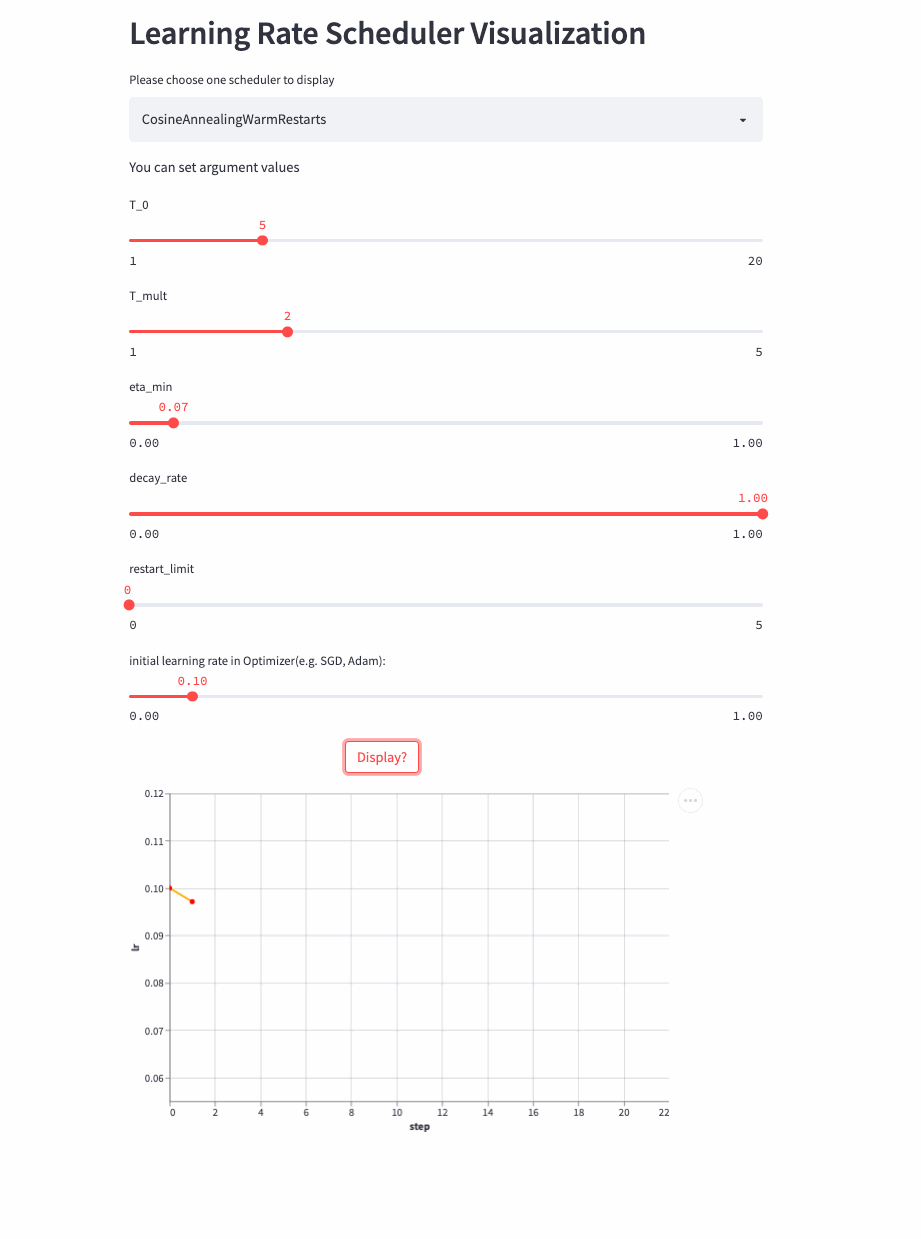 Learning Rate Scheduler Visualization
Please choose one scheduler to display
CosineAnnealingWarmRestarts
You can set argument values
T_0
5
1 20
T_mult
2
1 5
eta_min
0.07
0.00 1.00
decay_rate
1.00
0.00 1.00
restart_limit
0
0 5
initial learning rate in Optimizer(e.g. SGD, Adam):
0.10
0.00 1.00
Display?
0.12
0.11
0.10
0.09
lr
0.08
0.07
0.06
0 2 4 6 8 10 12 14 16 18 20 22
step